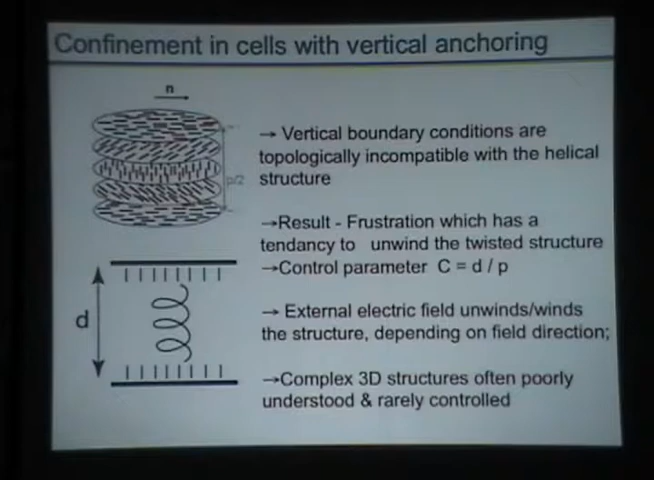 Confinement in cells with vertical anchoring
n
p/2
d
→ Vertical boundary conditions are
topologically incompatible with the helical
structure
→Result - Frustration which has a
tendancy to unwind the twisted structure
→Control parameter C = d / p
→ External electric field unwinds/winds
the structure, depending on field direction;
→Complex 3D structures often poorly
understood & rarely controlled